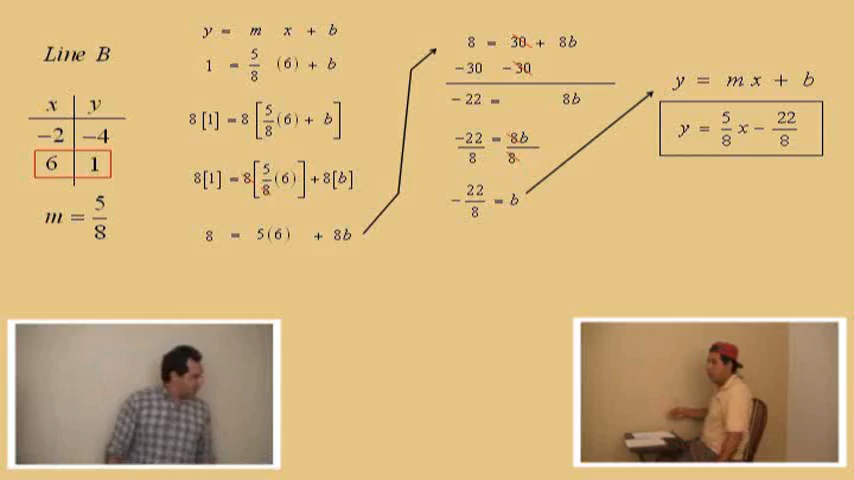 Line B
x y
−2 −4
6 1
m = 5/8
y = m x + b
1 = 5/8 (6) + b
8 [1] = 8 [5/8 (6) + b]
8[1] = 8[5/8 (6)] + 8[b]
8 = 5(6) + 8b
8 = 30 + 8b
−30 −30
−22 = 8b
−22/8 = 8b/8
−22/8 = b
y = m x + b
y = 5/8 x − 22/8